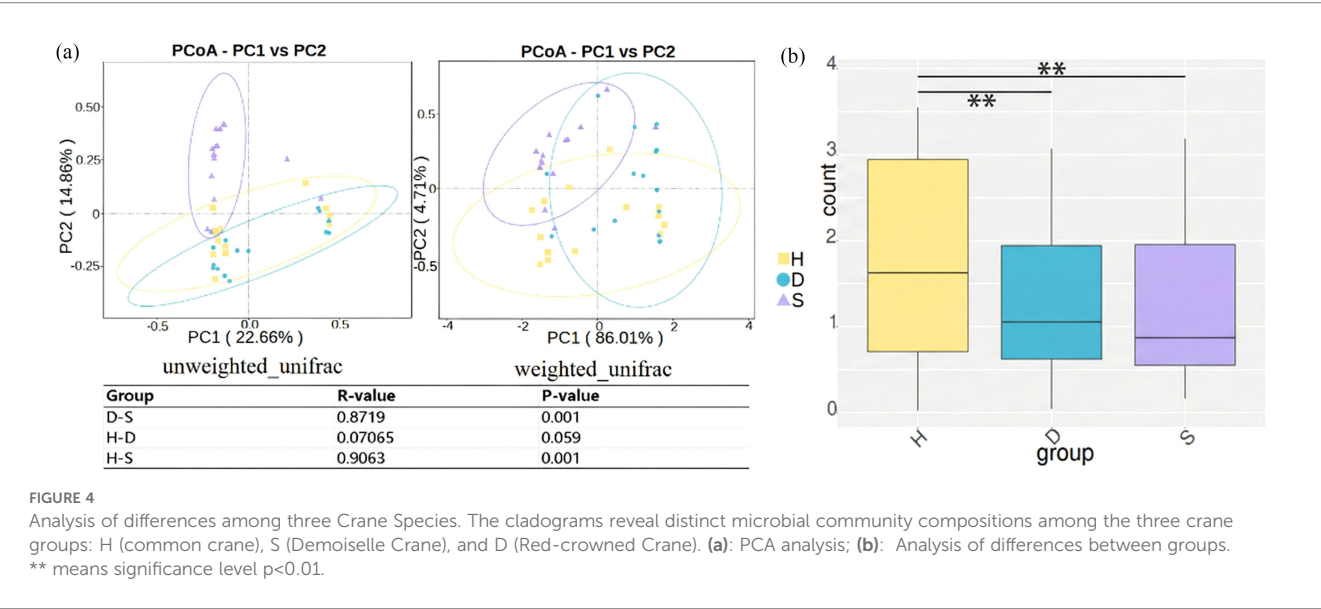 (a)
PCoA - PC1 vs PC2
PC2 ( 14.86% )
0.50
0.25
0
-0.25
-0.5
0.0
0.5
PC1 ( 22.66% )
unweighted_unifrac
PCoA - PC1 vs PC2
PC2 ( 4.71% )
0.5
0
-0.5
-4
-2
0
2
4
PC1 ( 86.01% )
weighted_unifrac
H
D
S
Group R-value P-value
D-S 0.8719 0.001
H-D 0.07065 0.059
H-S 0.9063 0.001
(b)
count
4
3
2
1
0
**
**
H
D
S
group
FIGURE 4
Analysis of differences among three Crane Species. The cladograms reveal distinct microbial community compositions among the three crane
groups: H (common crane), S (Demoiselle Crane), and D (Red-crowned Crane). (a): PCA analysis; (b): Analysis of differences between groups.
** means significance level p<0.01.